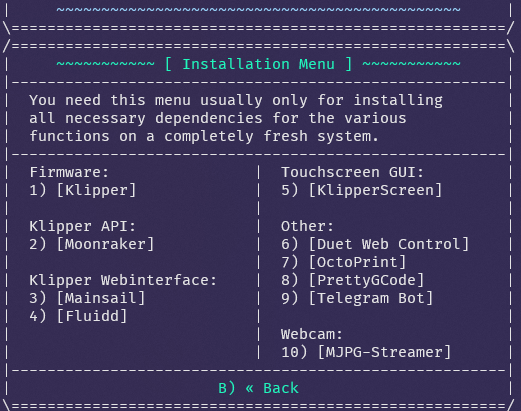 ~~~~~~~~~~~ [ Installation Menu ] ~~~~~~~~~~~
You need this menu usually only for installing
all necessary dependencies for the various
functions on a completely fresh system.
Firmware:
1) [Klipper]
Klipper API:
2) [Moonraker]
Klipper Webinterface:
3) [Mainsail]
4) [Fluidd]
Touchscreen GUI:
5) [KlipperScreen]
Other:
6) [Duet Web Control]
7) [OctoPrint]
8) [PrettyGCode]
9) [Telegram Bot]
Webcam:
10) [MJPG-Streamer]
B) « Back